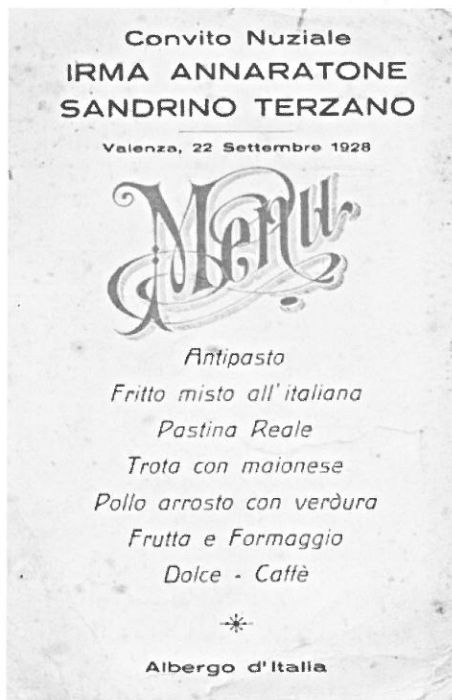 Convito Nuziale
IRMA ANNARATONE
SANDRINO TERZANO
Valenza, 22 Settembre 1928
Menu
Antipasto
Fritto misto all'italiana
Pastina Reale
Trota con maionese
Pollo arrosto con verdura
Frutta e Formaggio
Dolce - Caffè
Albergo d'Italia